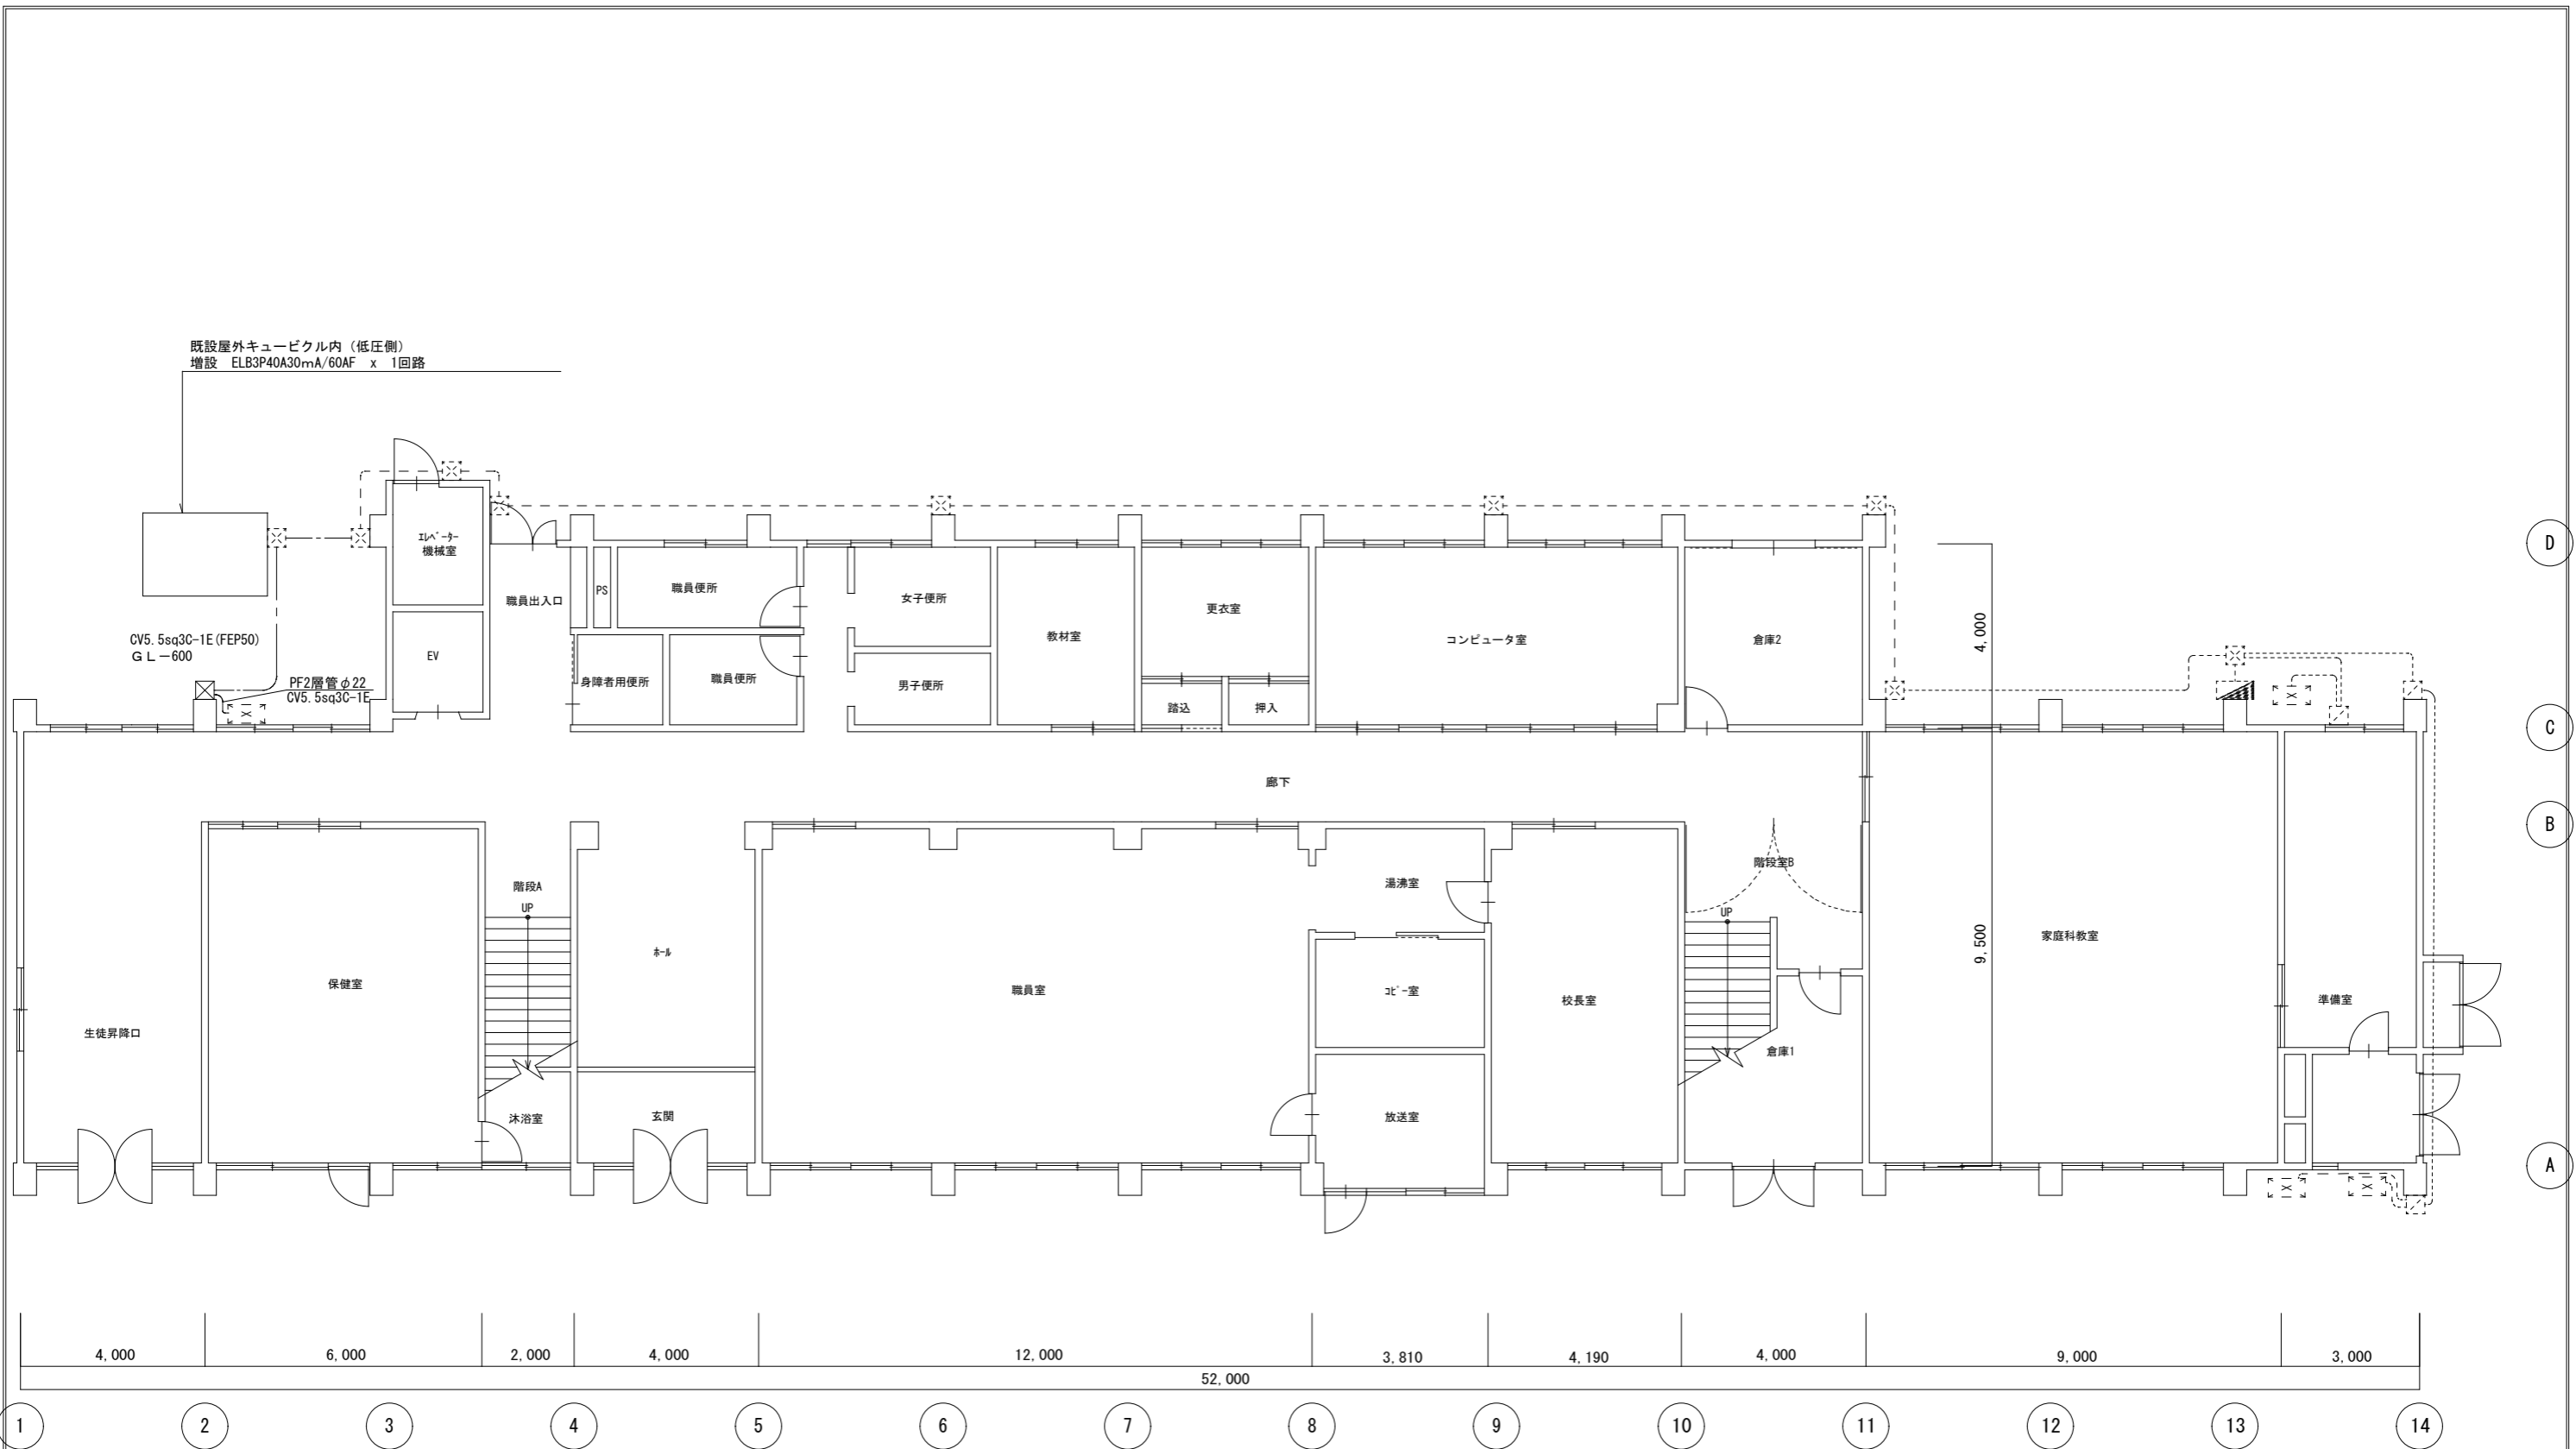 既設屋外キュービクル内（低圧側）
増設　ELB3P40A30mA/60AF　x　1回路
ｴﾚﾍﾞｰﾀｰ
機械室
職員出入口
PS
職員便所
女子便所
教材室
更衣室
コンピュータ室
倉庫2
4,000
D
CV5.5sq3C-1E(FEP50)
ＧＬ－600
EV
PF2層管φ22
CV5.5sq3C-1E
身障者用便所
職員便所
男子便所
踏込
押入
C
廊下
B
階段A
UP
湯沸室
階段室B
UP
保健室
ﾎｰﾙ
職員室
ｺﾋﾟｰ室
校長室
9,500
家庭科教室
準備室
生徒昇降口
倉庫1
沐浴室
玄関
放送室
A
4,000
6,000
2,000
4,000
12,000
3,810
4,190
4,000
9,000
3,000
52,000
1
2
3
4
5
6
7
8
9
10
11
12
13
14